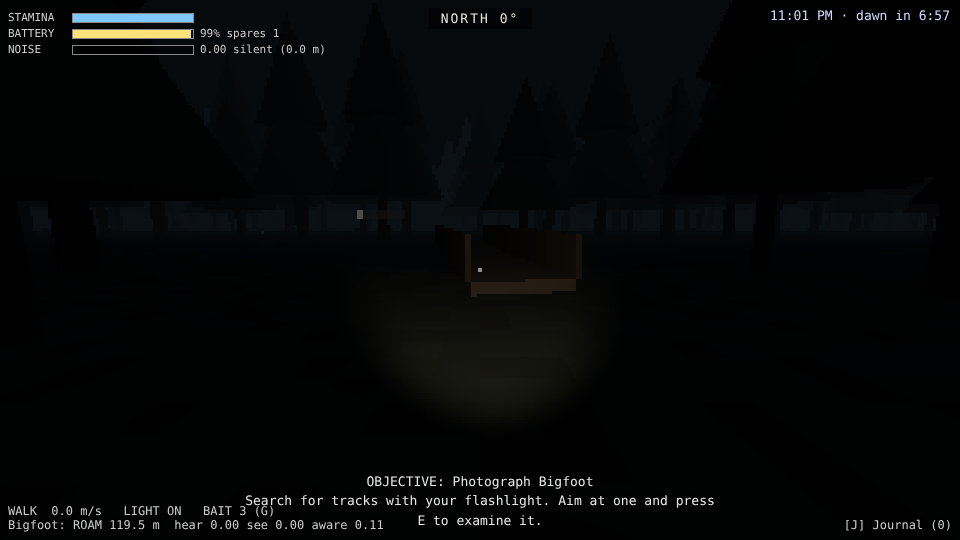 STAMINA
BATTERY 99% spares 1
NOISE 0.00 silent (0.0 m)
NORTH 0°
11:01 PM · dawn in 6:57
OBJECTIVE: Photograph Bigfoot
Search for tracks with your flashlight. Aim at one and press
E to examine it.
WALK 0.0 m/s LIGHT ON BAIT 3 (G)
Bigfoot: ROAM 119.5 m hear 0.00 see 0.00 aware 0.11
[J] Journal (0)